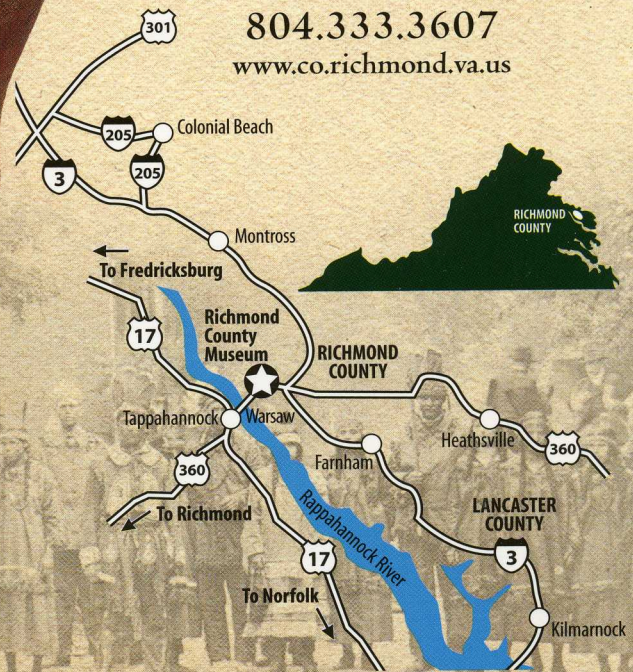 804.333.3607
www.co.richmond.va.us
301
205
Colonial Beach
3
205
RICHMOND
COUNTY
Montross
To Fredricksburg
17
Richmond
County
Museum
RICHMOND
COUNTY
Tappahannock
Warsaw
Heathsville
360
Farnham
360
To Richmond
Rappahannock River
LANCASTER
COUNTY
17
3
To Norfolk
Kilmarnock